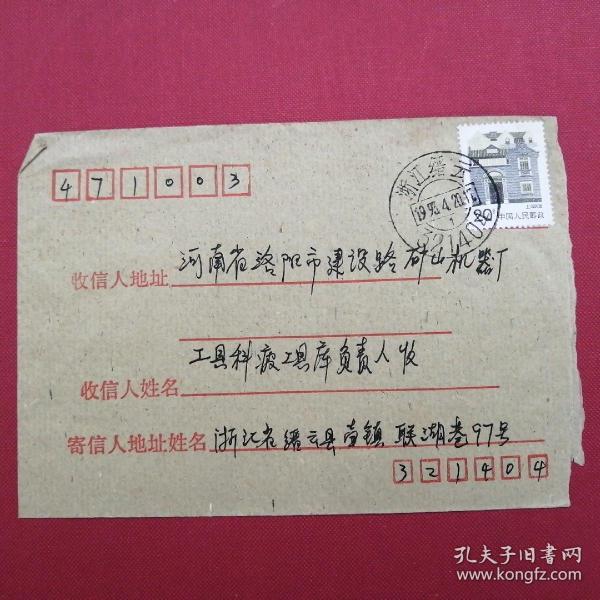 471003
浙江缙云
20
中国人民邮政
收信人地址 河南省洛阳市建设路矿山机器厂
收信人姓名 工具科废工具库负责人收
寄信人地址姓名 浙江省缙云县壶镇 联湖巷97号
321404
孔夫子旧书网
www.kongfz.com